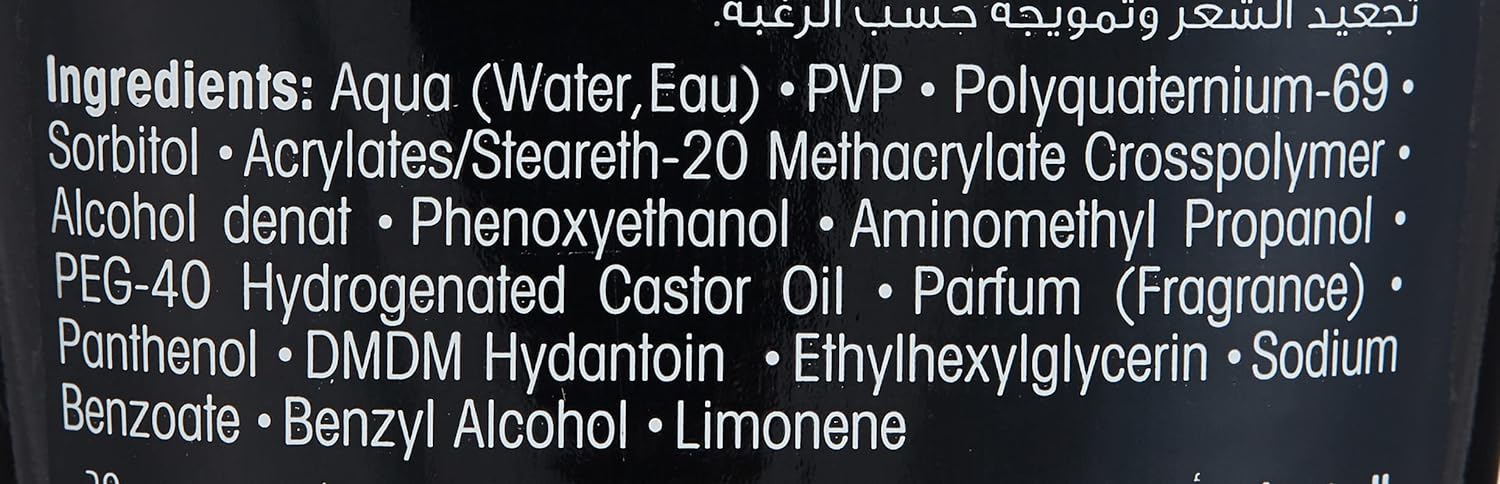 تجعيد الشعر وتمويجه حسب الرغبة.
Ingredients: Aqua (Water,Eau) • PVP • Polyquaternium-69 •
Sorbitol • Acrylates/Steareth-20 Methacrylate Crosspolymer •
Alcohol denat • Phenoxyethanol • Aminomethyl Propanol •
PEG-40 Hydrogenated Castor Oil • Parfum (Fragrance) •
Panthenol • DMDM Hydantoin • Ethylhexylglycerin • Sodium
Benzoate • Benzyl Alcohol • Limonene